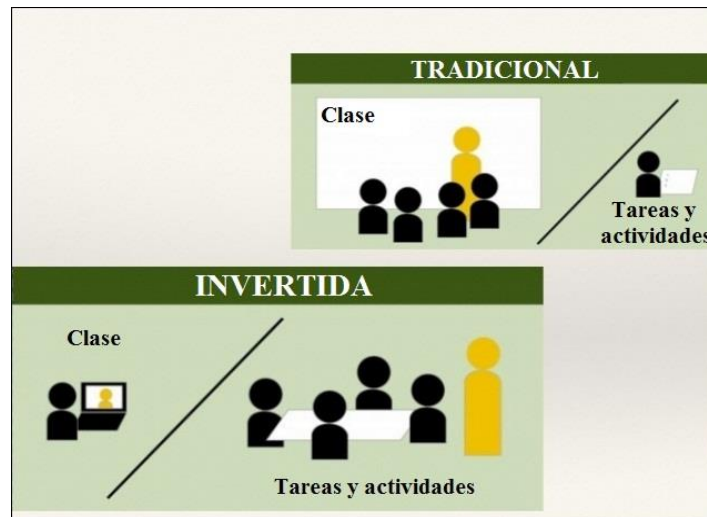 TRADICIONAL
Clase
Tareas y
actividades
INVERTIDA
Clase
Tareas y actividades